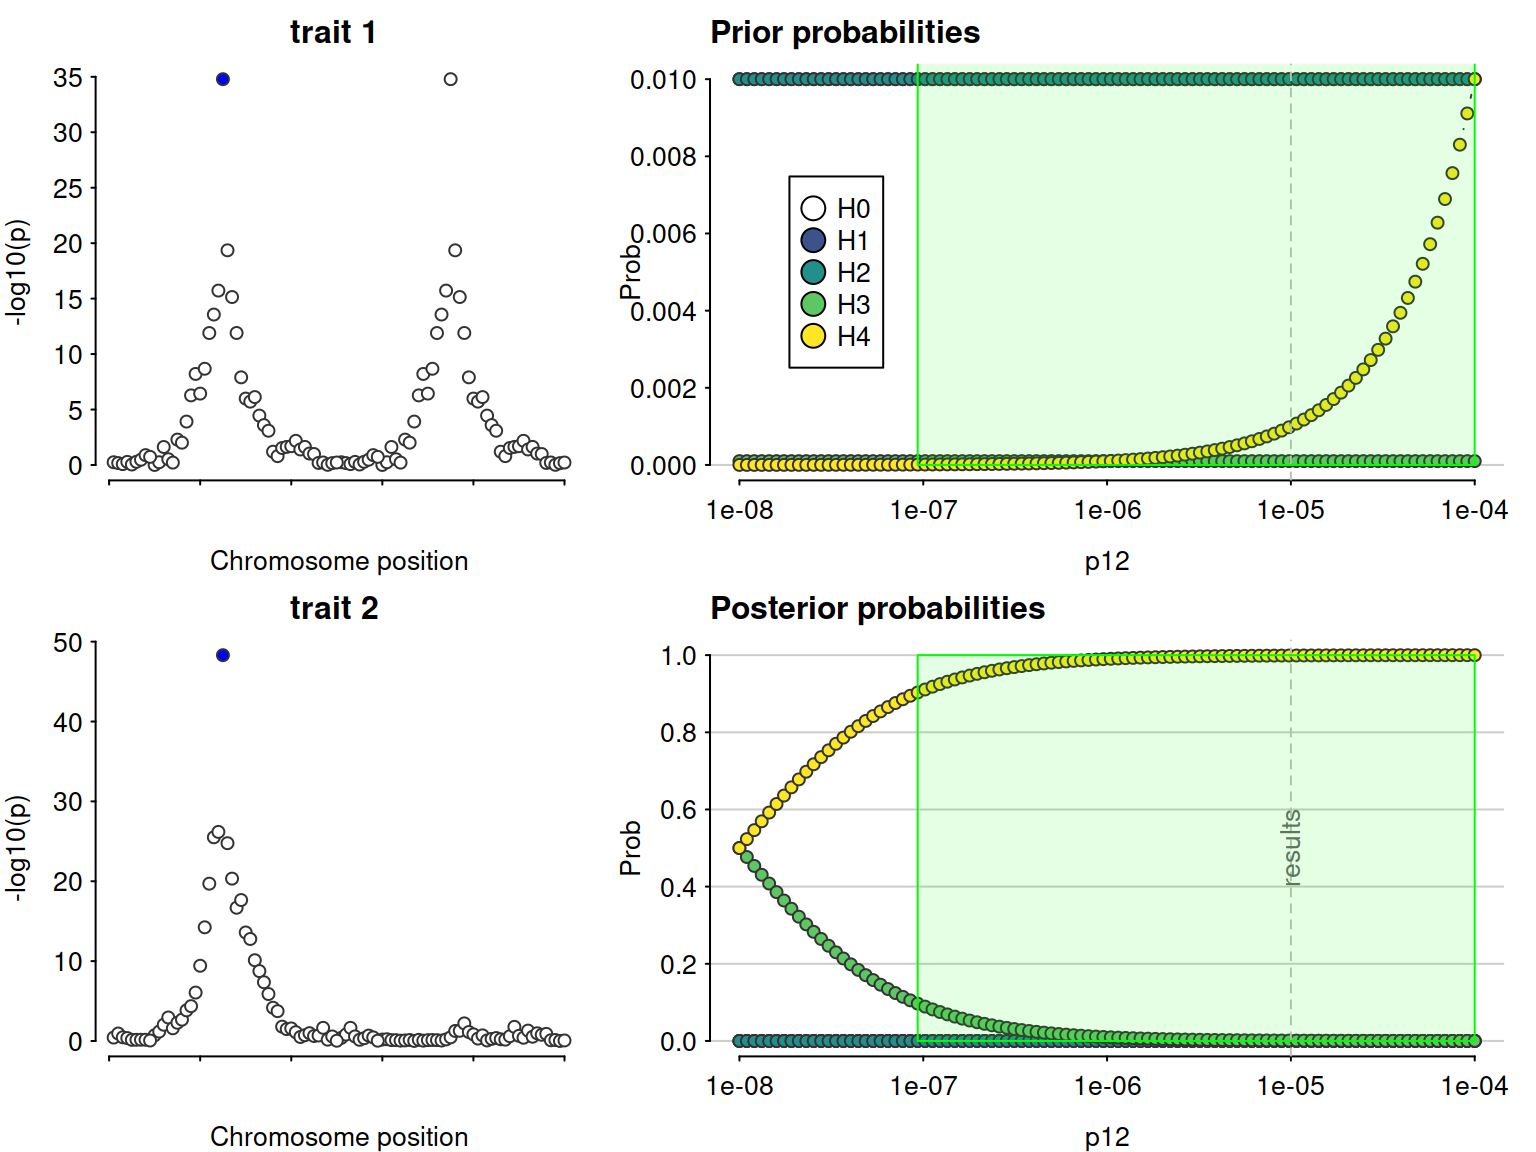 trait 1
35
30
25
20
15
10
5
0
-log10(p)
Chromosome position
Prior probabilities
0.010
0.008
0.006
0.004
0.002
0.000
Prob
H0
H1
H2
H3
H4
1e-08 1e-07 1e-06 1e-05 1e-04
p12
trait 2
50
40
30
20
10
0
-log10(p)
Chromosome position
Posterior probabilities
1.0
0.8
0.6
0.4
0.2
0.0
Prob
results
1e-08 1e-07 1e-06 1e-05 1e-04
p12